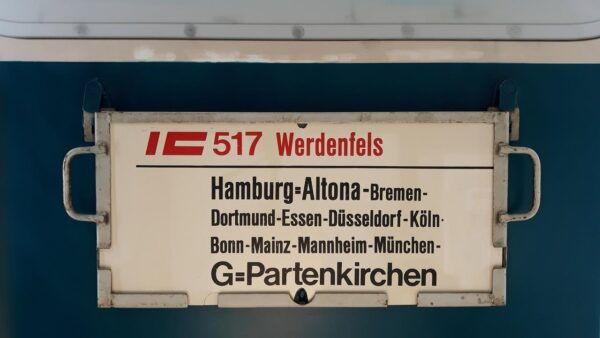 IC 517 Werdenfels
Hamburg=Altona-Bremen-
Dortmund-Essen-Düsseldorf-Köln-
Bonn-Mainz-Mannheim-München-
G=Partenkirchen